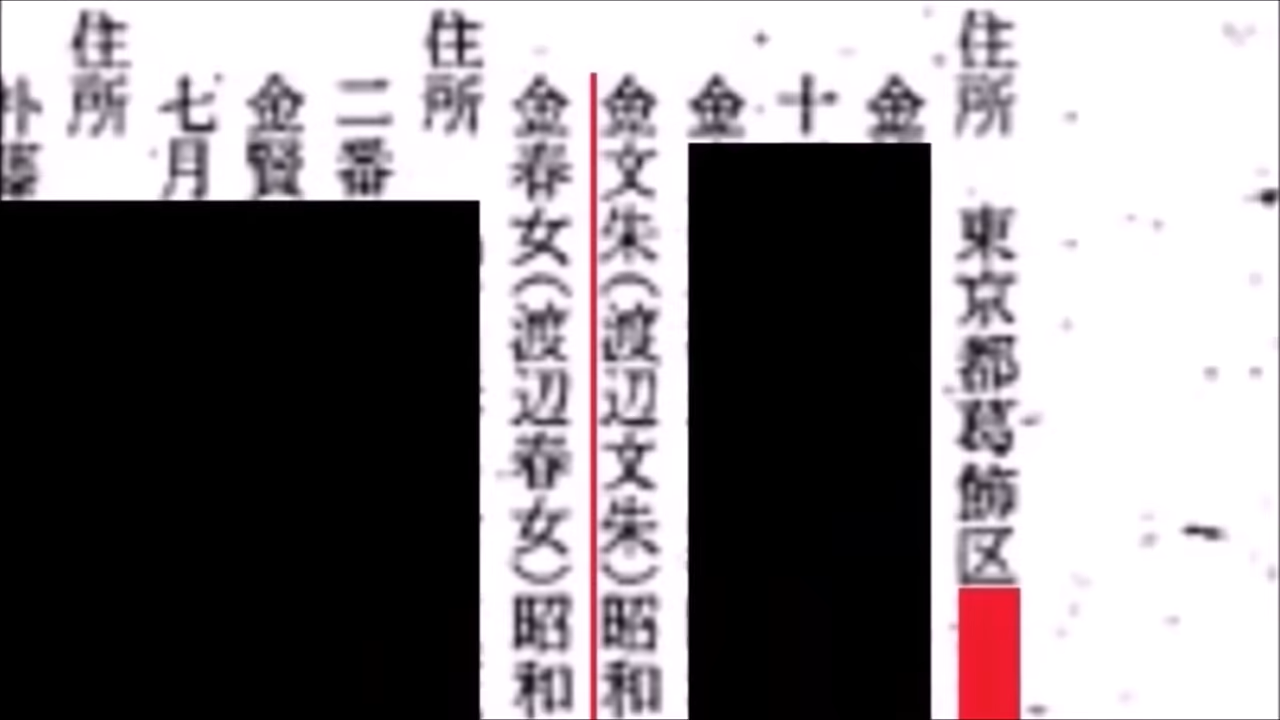 住所 東京都葛飾区
金
十
金
金文朱(渡辺文朱)昭和
金春女(渡辺春女)昭和
住所
二番
金賢
七月
住所